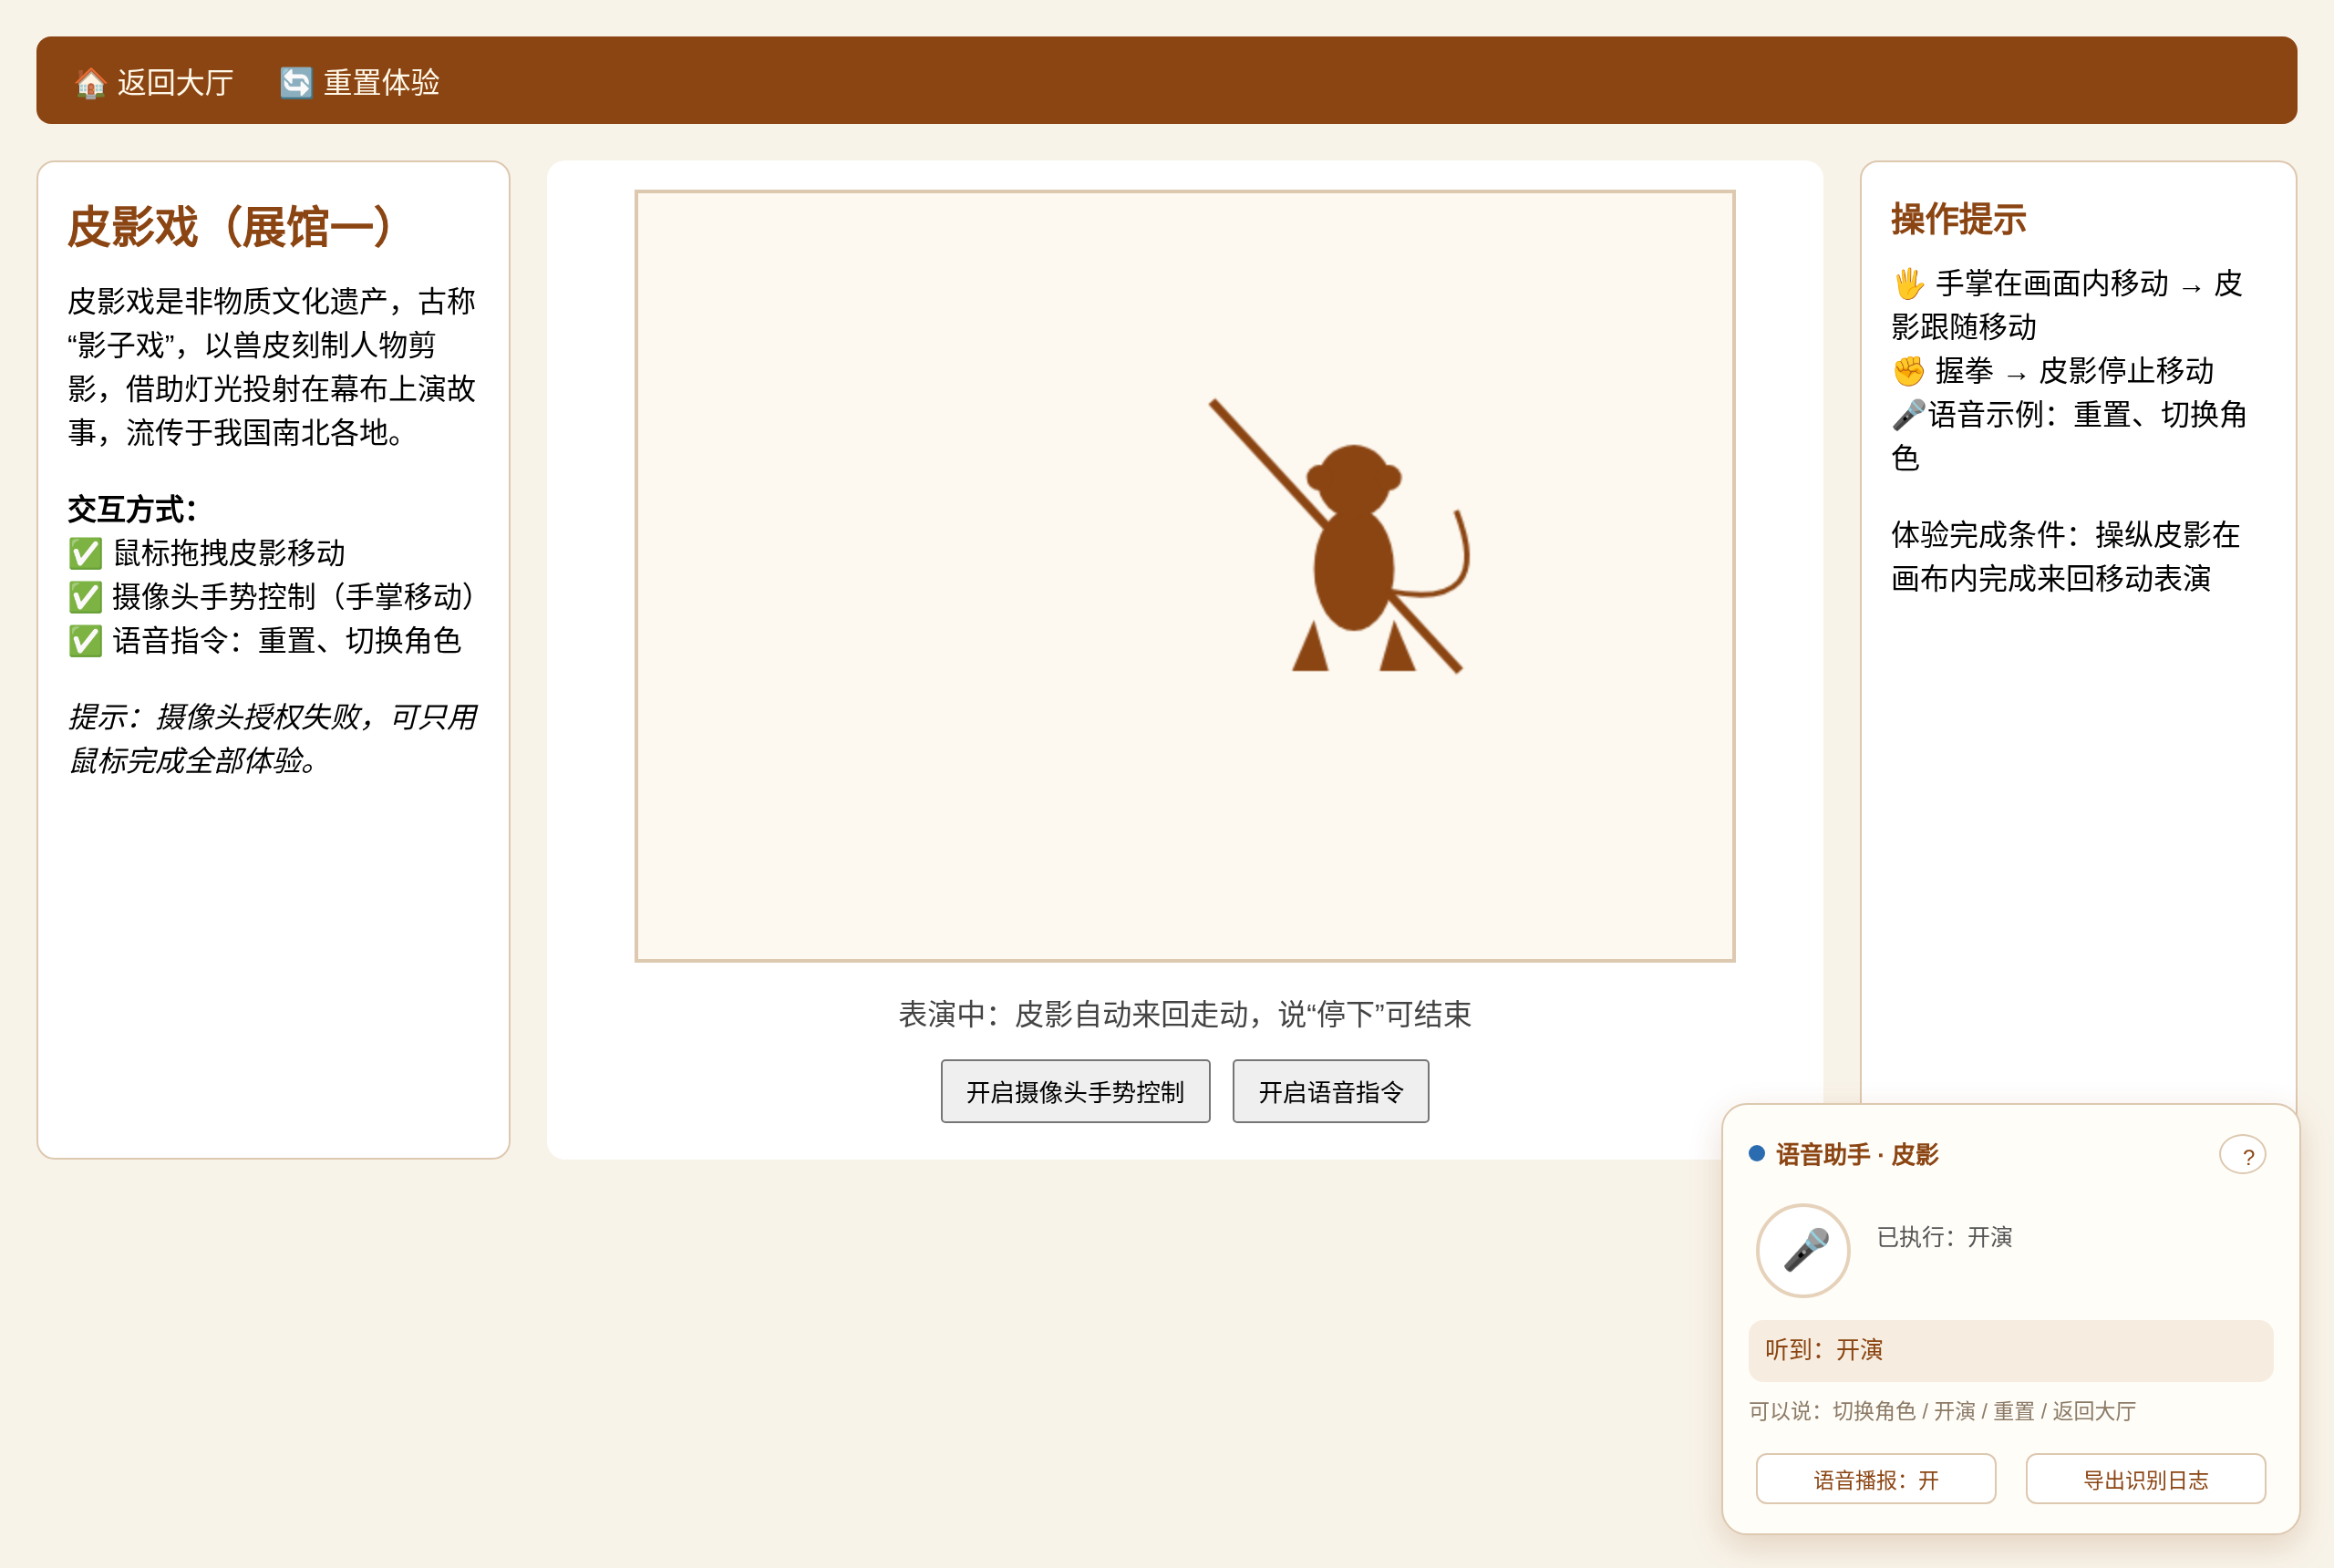 🏠 返回大厅 🔄 重置体验
皮影戏（展馆一）
皮影戏是非物质文化遗产，古称
“影子戏”，以兽皮刻制人物剪
影，借助灯光投射在幕布上演故
事，流传于我国南北各地。
交互方式：
✅ 鼠标拖拽皮影移动
✅ 摄像头手势控制（手掌移动）
✅ 语音指令：重置、切换角色
提示：摄像头授权失败，可只用
鼠标完成全部体验。
表演中：皮影自动来回走动，说“停下”可结束
开启摄像头手势控制
开启语音指令
操作提示
🖐 手掌在画面内移动 → 皮
影跟随移动
✊ 握拳 → 皮影停止移动
🎤语音示例：重置、切换角
色
体验完成条件：操纵皮影在
画布内完成来回移动表演
语音助手 · 皮影
?
🎤
已执行：开演
听到：开演
可以说：切换角色 / 开演 / 重置 / 返回大厅
语音播报：开
导出识别日志